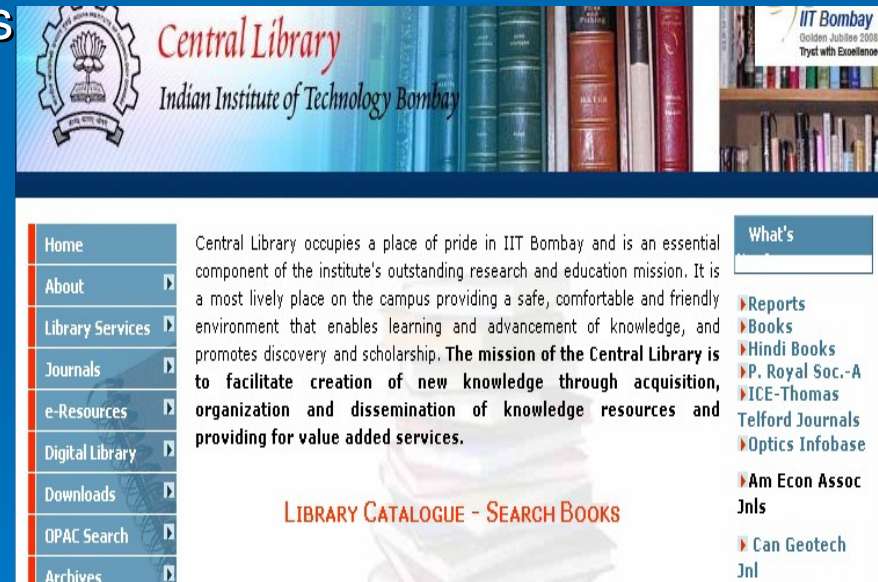 s
Central Library
Indian Institute of Technology Bombay
IIT Bombay
Golden Jubilee 2008
Tryst with Excellence
Home
About
Library Services
Journals
e-Resources
Digital Library
Downloads
OPAC Search
Archives
Central Library occupies a place of pride in IIT Bombay and is an essential
component of the institute's outstanding research and education mission. It is
a most lively place on the campus providing a safe, comfortable and friendly
environment that enables learning and advancement of knowledge, and
promotes discovery and scholarship. The mission of the Central Library is
to facilitate creation of new knowledge through acquisition,
organization and dissemination of knowledge resources and
providing for value added services.
LIBRARY CATALOGUE - SEARCH BOOKS
What's
Reports
Books
Hindi Books
P. Royal Soc.-A
ICE-Thomas
Telford Journals
Optics Infobase
Am Econ Assoc
Jnls
Can Geotech
Jnl